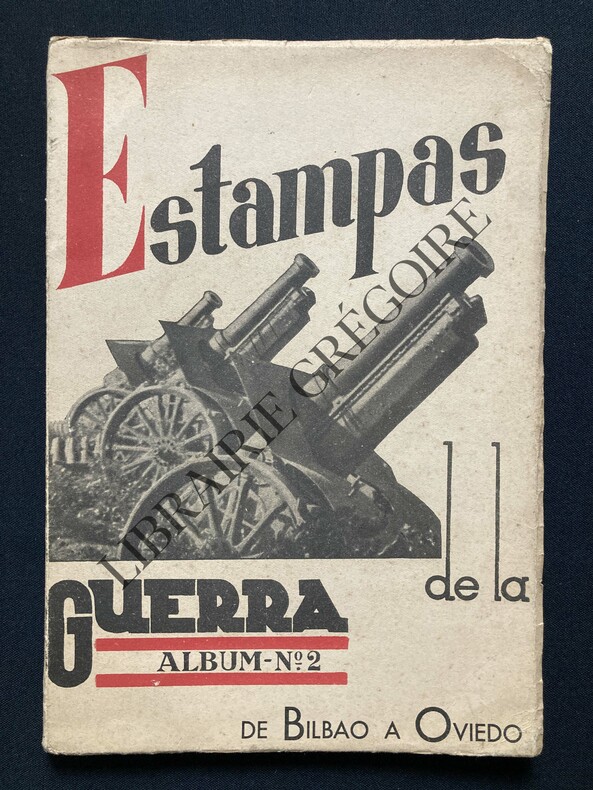 Estampas
de la
GUERRA
ALBUM-Nº2
DE BILBAO A OVIEDO
LIBRAIRIE GRÉGOIRE